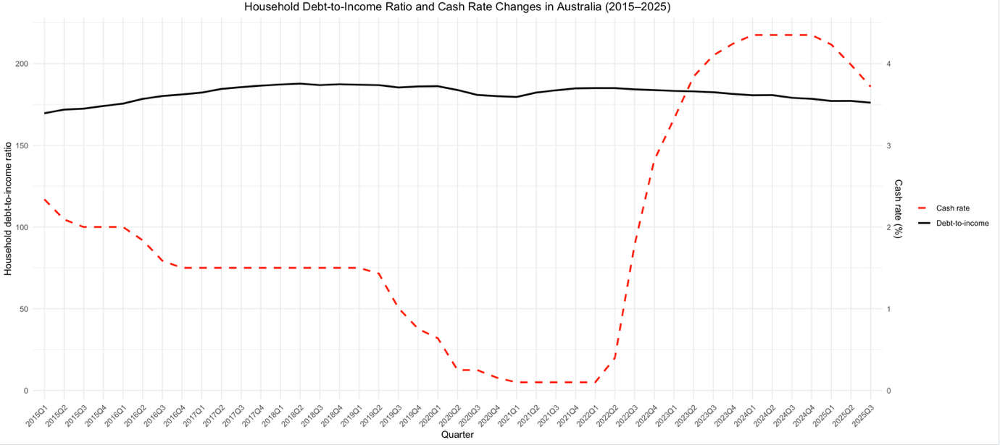 Household Debt-to-Income Ratio and Cash Rate Changes in Australia (2015–2025)
Household debt-to-income ratio
200
150
100
50
0
4
3
2
1
0
Cash rate (%)
Cash rate
Debt-to-income
2015Q1
2015Q2
2015Q3
2015Q4
2016Q1
2016Q2
2016Q3
2016Q4
2017Q1
2017Q2
2017Q3
2017Q4
2018Q1
2018Q2
2018Q3
2018Q4
2019Q1
2019Q2
2019Q3
2019Q4
2020Q1
2020Q2
2020Q3
2020Q4
2021Q1
2021Q2
2021Q3
2021Q4
2022Q1
2022Q2
2022Q3
2022Q4
2023Q1
2023Q2
2023Q3
2023Q4
2024Q1
2024Q2
2024Q3
2024Q4
2025Q1
2025Q2
2025Q3
Quarter